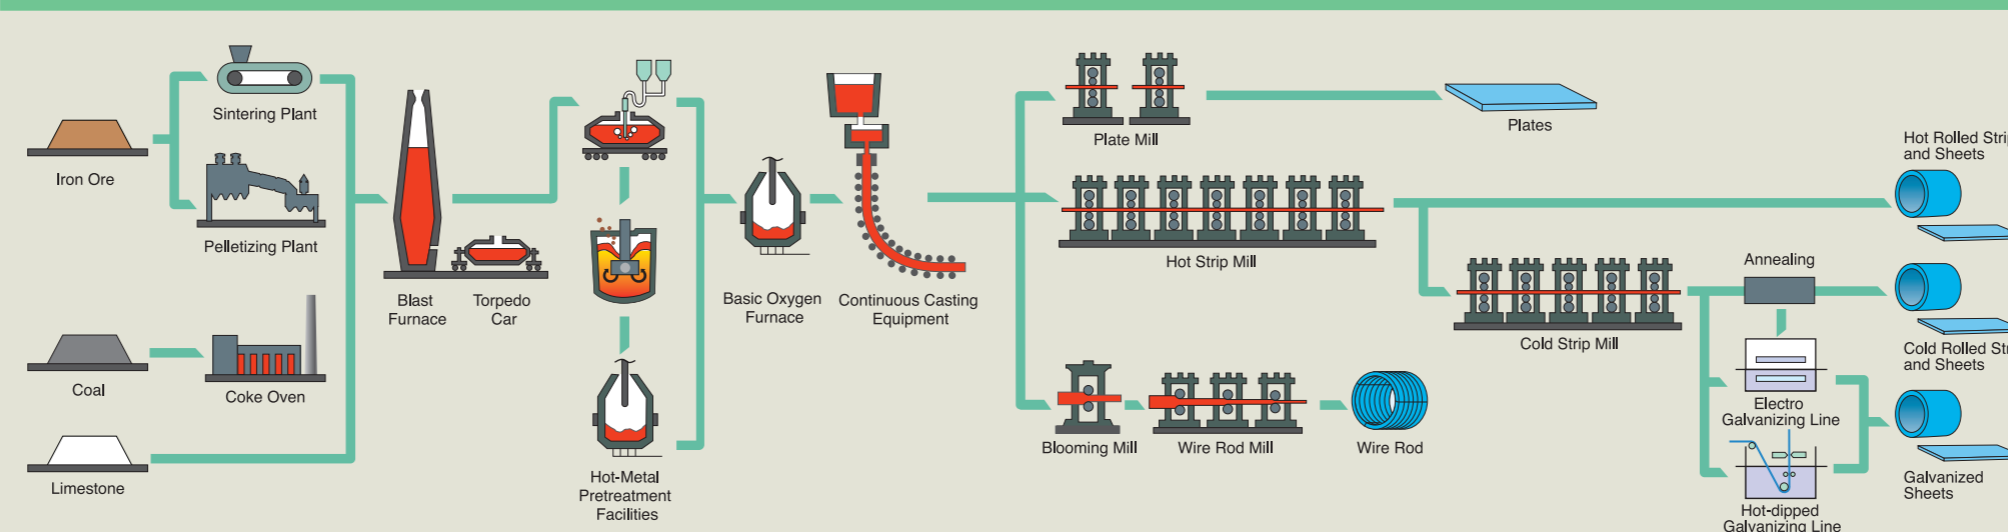 Sintering Plant
Iron Ore
Pelletizing Plant
Coal
Coke Oven
Limestone
Blast
Furnace
Torpedo
Car
Hot-Metal
Pretreatment
Facilities
Basic Oxygen
Furnace
Continuous Casting
Equipment
Plate Mill
Plates
Hot Strip Mill
Hot Rolled Strip
and Sheets
Cold Strip Mill
Annealing
Cold Rolled Str
and Sheets
Blooming Mill
Wire Rod Mill
Wire Rod
Electro
Galvanizing Line
Hot-dipped
Galvanizing Line
Galvanized
Sheets